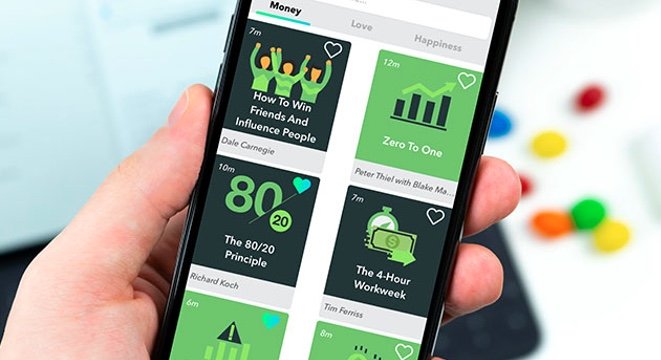 Money
Love
Happiness
7m
How To Win
Friends And
Influence People
Dale Carnegie
12m
Zero To One
Peter Thiel with Blake Ma...
10m
80
20
The 80/20
Principle
Richard Koch
7m
The 4-Hour
Workweek
Tim Ferriss
6m
8m